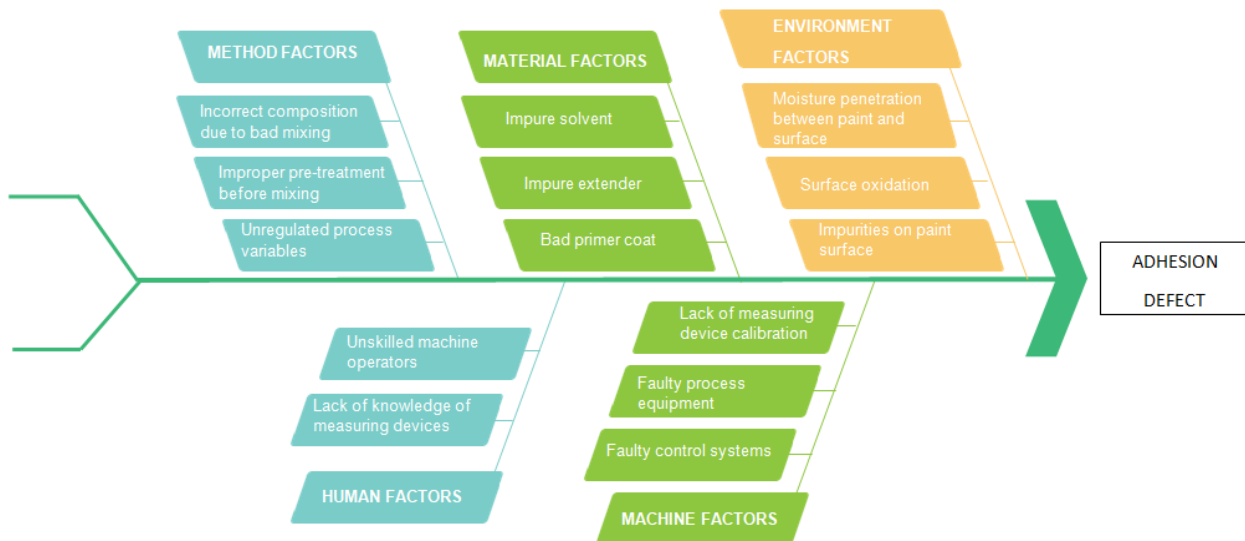 METHOD FACTORS
Incorrect composition
due to bad mixing
Improper pre-treatment
before mixing
Unregulated process
variables
MATERIAL FACTORS
Impure solvent
Impure extender
Bad primer coat
ENVIRONMENT
FACTORS
Moisture penetration
between paint and
surface
Surface oxidation
Impurities on paint
surface
ADHESION
DEFECT
Unskilled machine
operators
Lack of knowledge of
measuring devices
HUMAN FACTORS
Lack of measuring
device calibration
Faulty process
equipment
Faulty control systems
MACHINE FACTORS